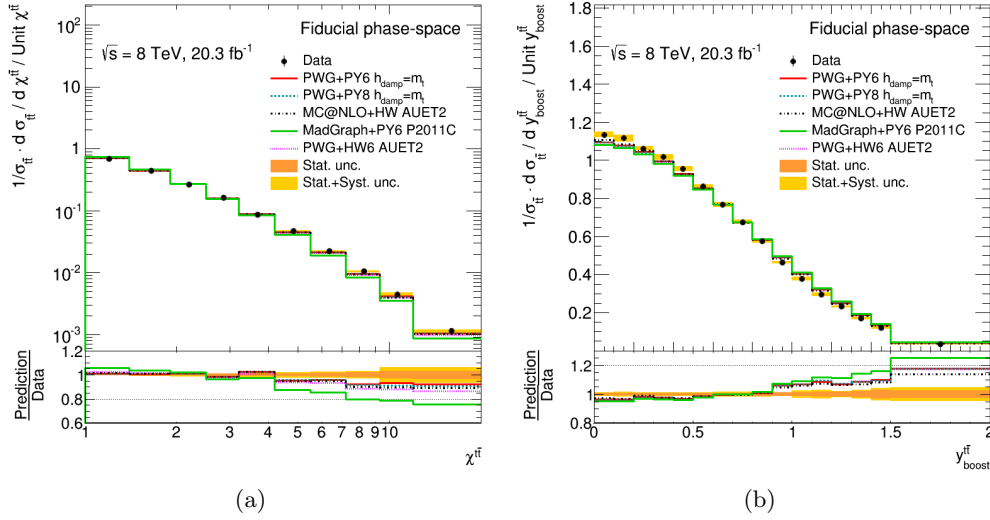 Fiducial phase-space
√s = 8 TeV, 20.3 fb⁻¹
Data
PWG+PY6 h_damp=m_t
PWG+PY8 h_damp=m_t
MC@NLO+HW AUET2
MadGraph+PY6 P2011C
PWG+HW6 AUET2
Stat. unc.
Stat.+Syst. unc.
1/σ_tt̄ · d σ_tt̄ / d χ^tt̄ / Unit χ^tt̄
10²
10
1
10⁻¹
10⁻²
10⁻³
Prediction
Data
1.2
1
0.8
0.6
1 2 3 4 5 6 7 8 9 10
χ^tt̄
(a)
Fiducial phase-space
√s = 8 TeV, 20.3 fb⁻¹
Data
PWG+PY6 h_damp=m_t
PWG+PY8 h_damp=m_t
MC@NLO+HW AUET2
MadGraph+PY6 P2011C
PWG+HW6 AUET2
Stat. unc.
Stat.+Syst. unc.
1/σ_tt̄ · d σ_tt̄ / d y_boost^tt̄ / Unit y_boost^tt̄
1.8
1.6
1.4
1.2
1.0
0.8
0.6
0.4
0.2
0.0
Prediction
Data
1.2
1
0 0.5 1 1.5 2
y_boost^tt̄
(b)